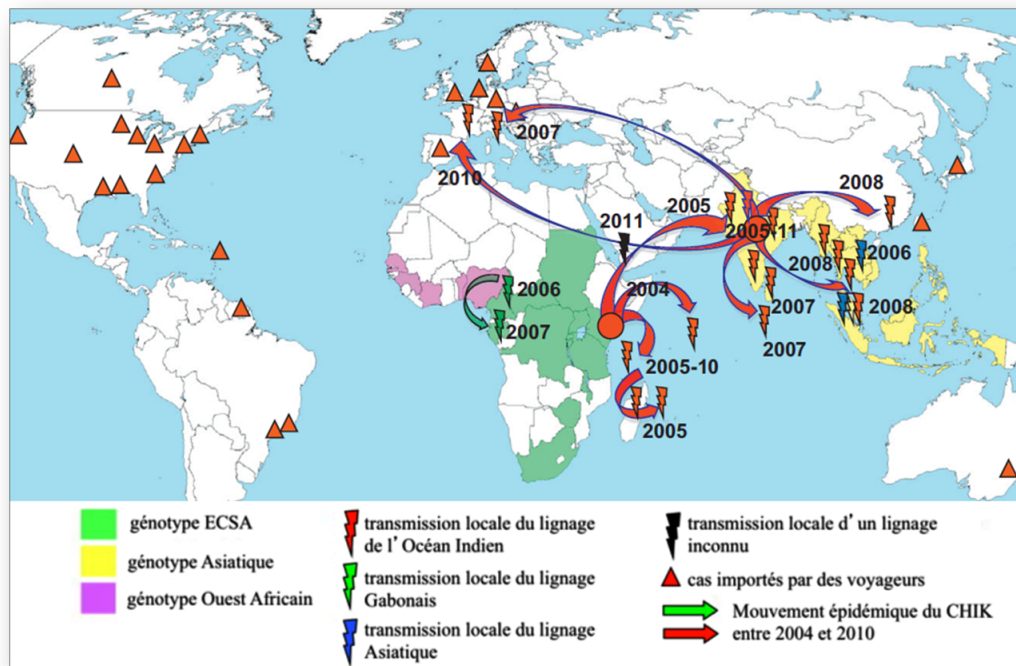 2007
2010
2008
2005
2011
2005-11
2006
2008
2004
2006
2007
2008
2007
2007
2005-10
2005
génotype ECSA
génotype Asiatique
génotype Ouest Africain
transmission locale du lignage
de l’Océan Indien
transmission locale du lignage
Gabonais
transmission locale du lignage
Asiatique
transmission locale d’un lignage
inconnu
cas importés par des voyageurs
Mouvement épidémique du CHIK
entre 2004 et 2010